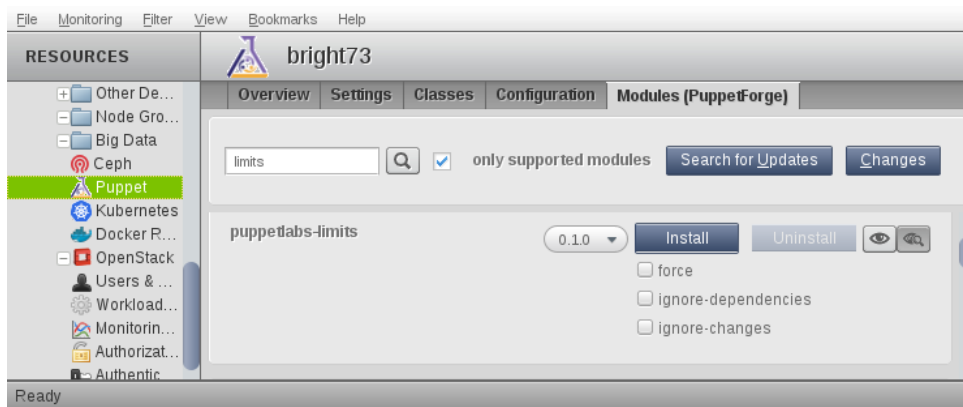 File Monitoring Filter View Bookmarks Help
RESOURCES
bright73
Other De...
Node Gro...
Big Data
Ceph
Puppet
Kubernetes
Docker R...
OpenStack
Users & ...
Workload...
Monitorin...
Authorizat...
Authentic
Overview Settings Classes Configuration Modules (PuppetForge)
limits only supported modules Search for Updates Changes
puppetlabs-limits 0.1.0 Install Uninstall
force
ignore-dependencies
ignore-changes
Ready